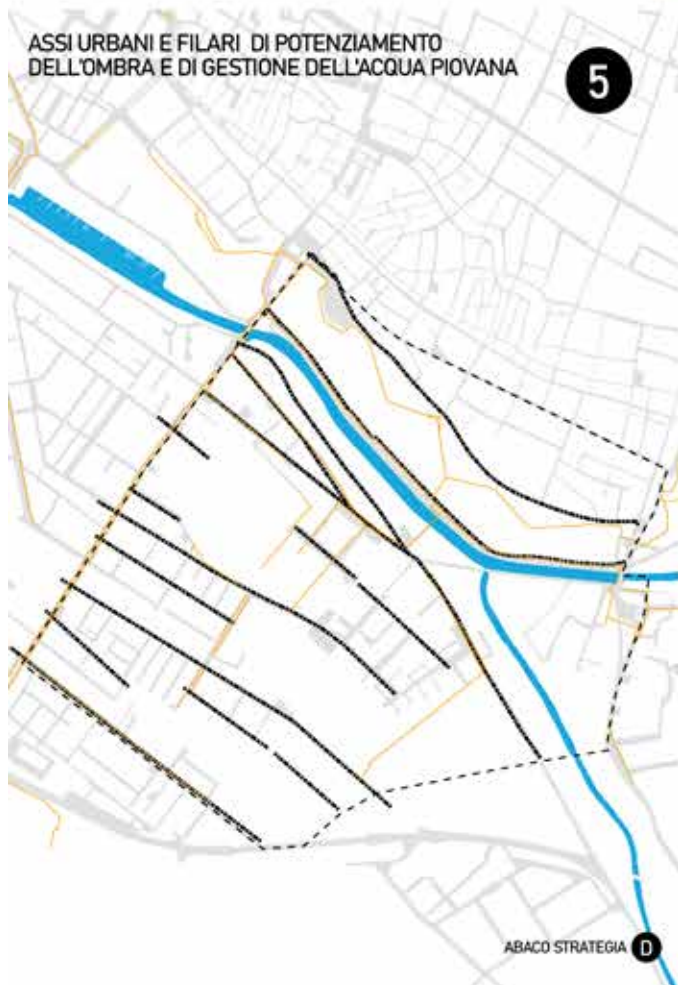 ASSI URBANI E FILARI DI POTENZIAMENTO
DELL'OMBRA E DI GESTIONE DELL'ACQUA PIOVANA
5
ABACO STRATEGIA D